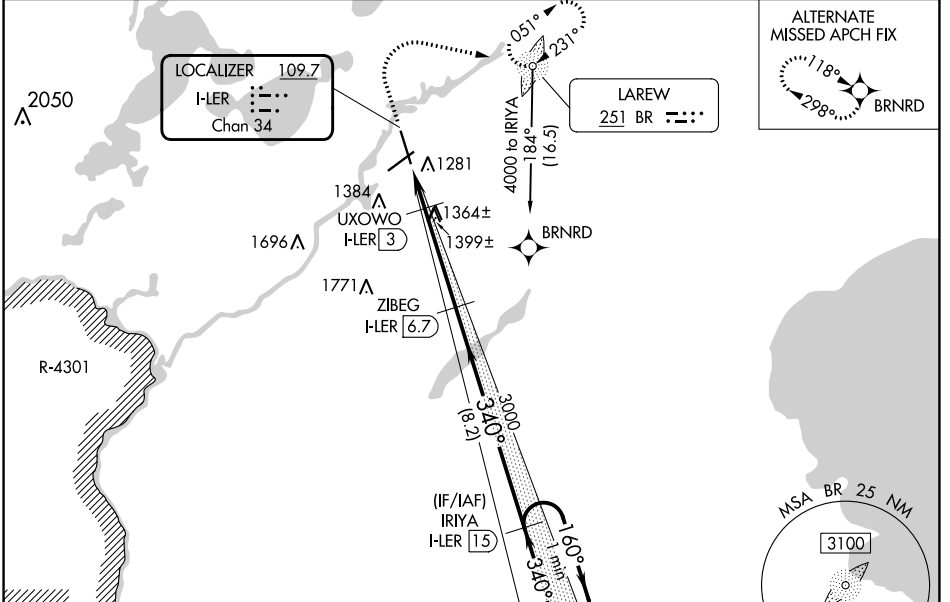 ALTERNATE
MISSED APCH FIX
118°
298°
BRNRD
051°
231°
LOCALIZER 109.7
I-LER
Chan 34
2050
LAREW
251 BR
4000 to IRIYA
184°
(16.5)
1281
1384
UXOWO
I-LER 3
1364±
1399±
1696
BRNRD
1771
ZIBEG
I-LER 6.7
R-4301
3000
340°
(8.2)
(IF/IAF)
IRIYA
I-LER 15
160°
1 min
340°
MSA BR 25 NM
3100